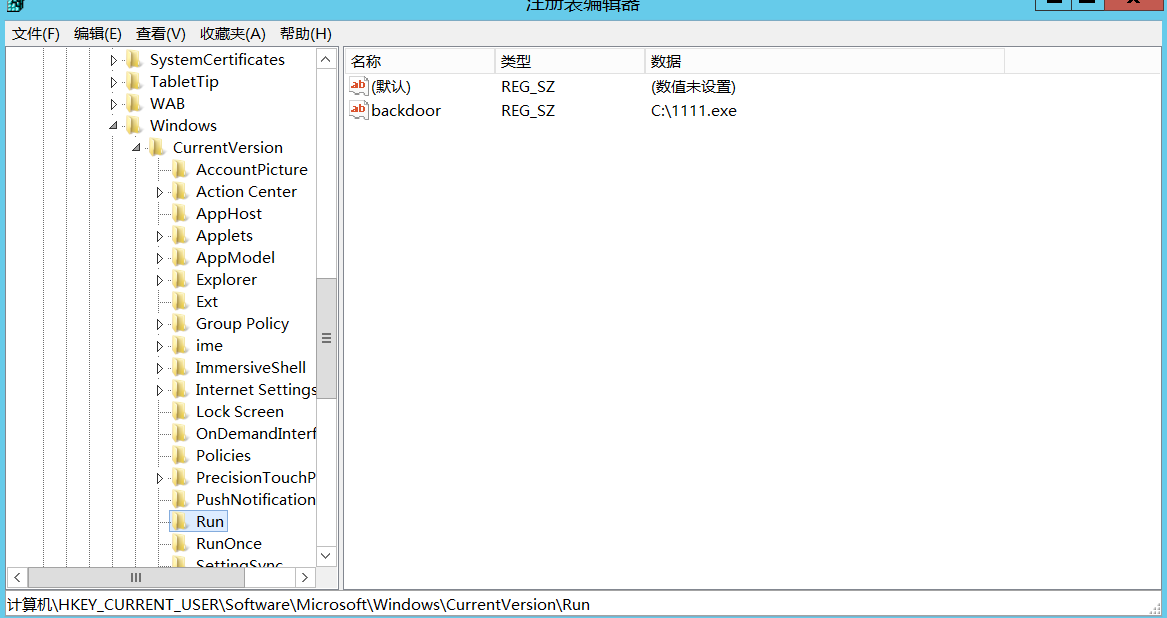 注册表编辑器
文件(F) 编辑(E) 查看(V) 收藏夹(A) 帮助(H)
SystemCertificates
TabletTip
WAB
Windows
CurrentVersion
AccountPicture
Action Center
AppHost
Applets
AppModel
Explorer
Ext
Group Policy
ime
ImmersiveShell
Internet Settings
Lock Screen
OnDemandInterf
Policies
PrecisionTouchP
PushNotification
Run
RunOnce
SettingSync
名称 类型 数据
ab (默认) REG_SZ (数值未设置)
ab backdoor REG_SZ C:\1111.exe
计算机\HKEY_CURRENT_USER\Software\Microsoft\Windows\CurrentVersion\Run